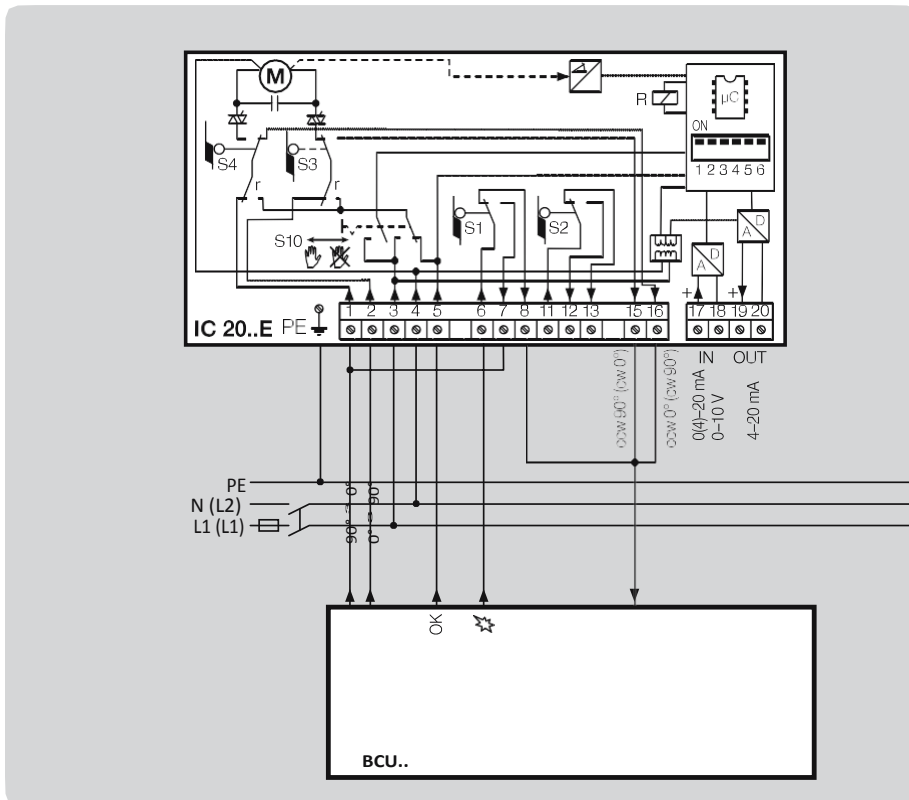 M
R
µC
ON
S4
S3
1 2 3 4 5 6
r
r
S1
S2
S10
D
A
D
A
+
+
IC 20..E
PE
1 2 3 4 5 6 7 8 11 12 13 15 16 17 18 19 20
IN
OUT
ccw 90° (cw 0°)
ccw 0° (cw 90°)
0(4)–20 mA
0–10 V
4–20 mA
PE
N (L2)
L1 (L1)
90° → 0°
0° → 90°
OK
BCU..